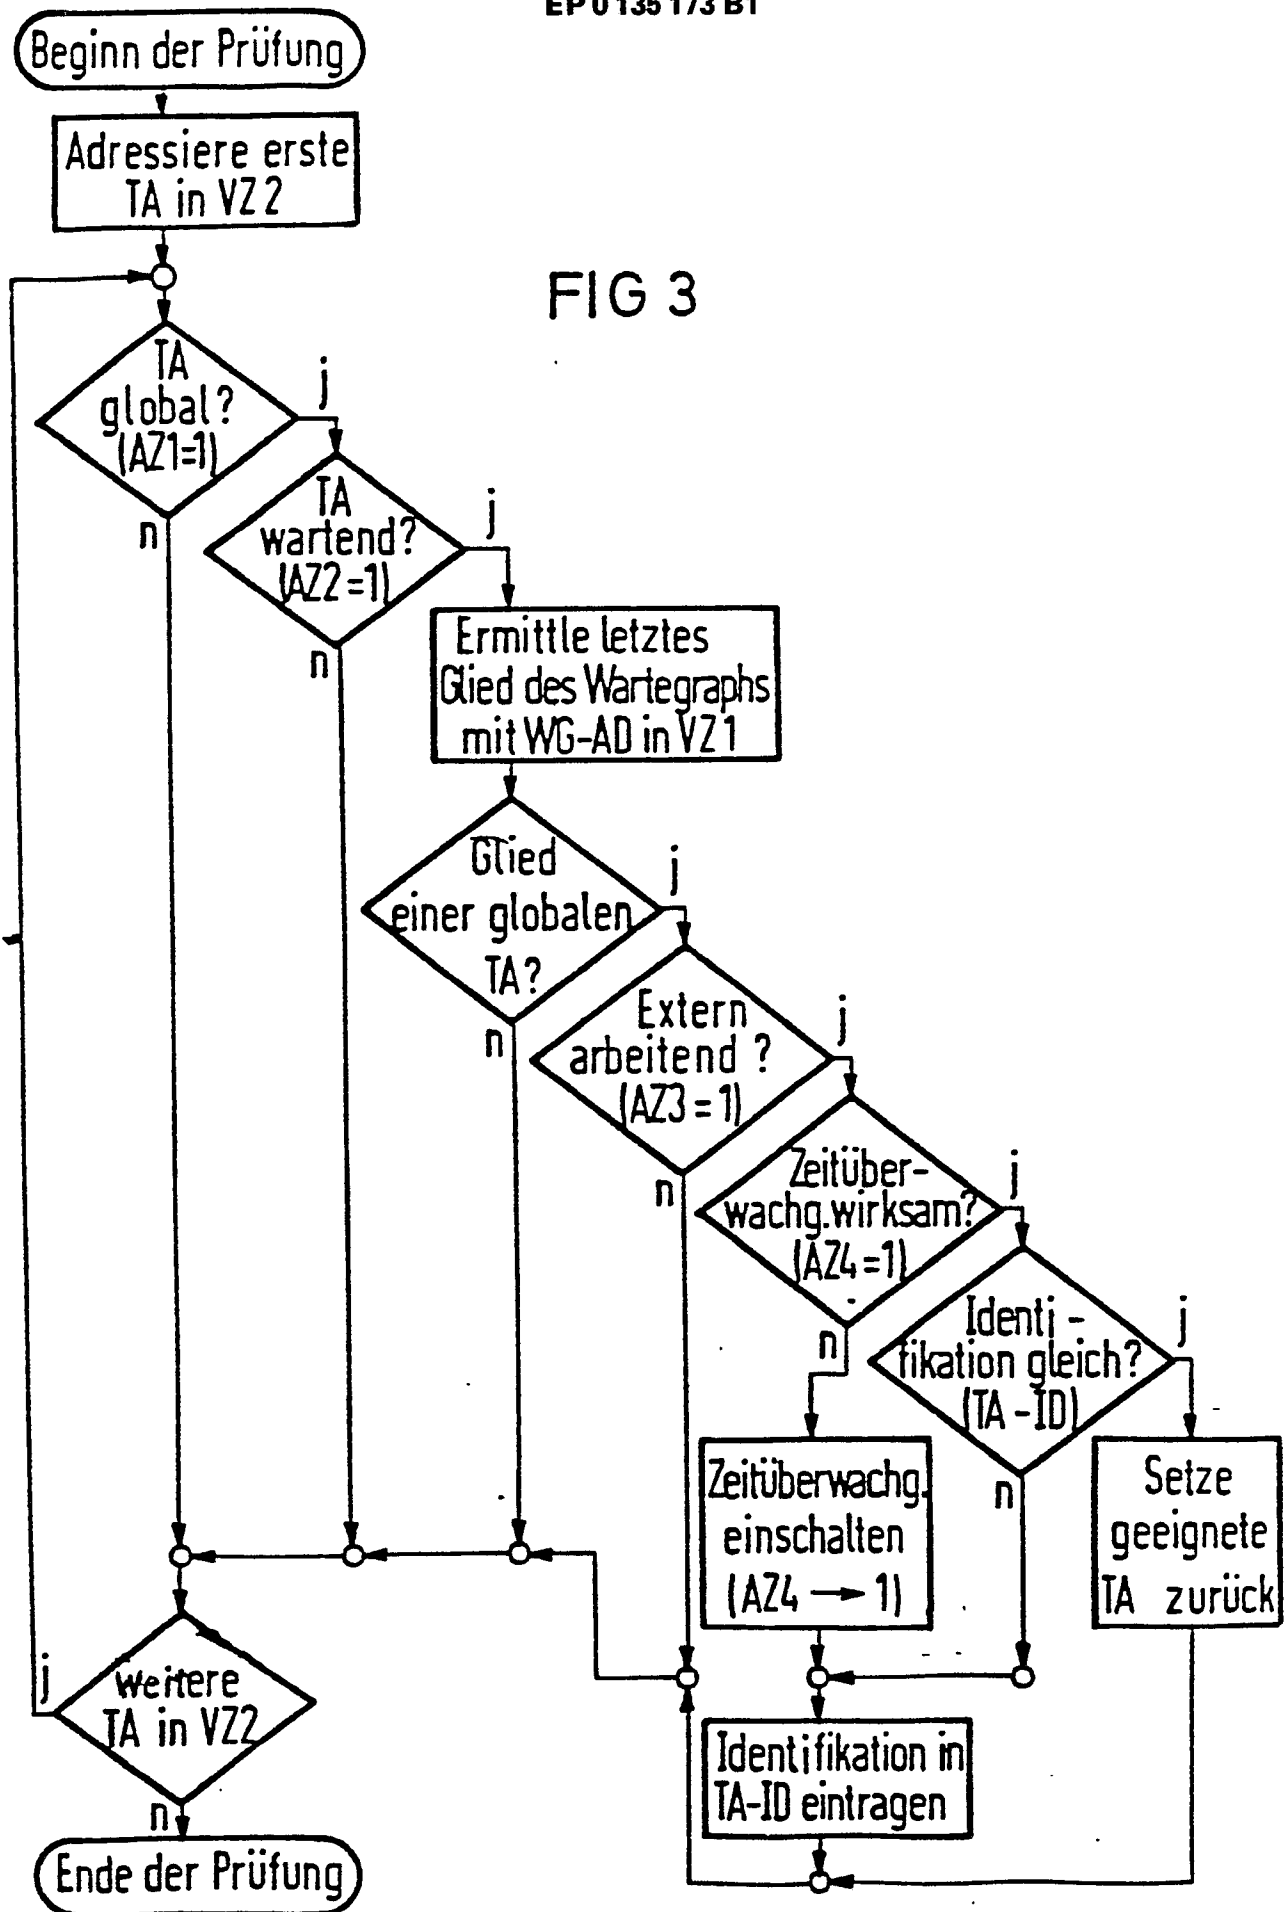 EP 0 135 173 B1
Beginn der Prüfung
Adressiere erste
TA in VZ 2
FIG 3
TA
global?
(AZ1=1)
j
n
TA
wartend?
(AZ2=1)
j
n
Ermittle letztes
Glied des Wartegraphs
mit WG-AD in VZ1
Glied
einer globalen
TA?
j
n
Extern
arbeitend ?
(AZ3=1)
j
n
Zeitüber-
wachg.wirksam?
(AZ4=1)
j
n
Identi-
fikation gleich?
(TA-ID)
j
n
Zeitüberwachg.
einschalten
(AZ4 → 1)
Setze
geeignete
TA zurück
Weitere
TA in VZ2
j
n
Identifikation in
TA-ID eintragen
Ende der Prüfung